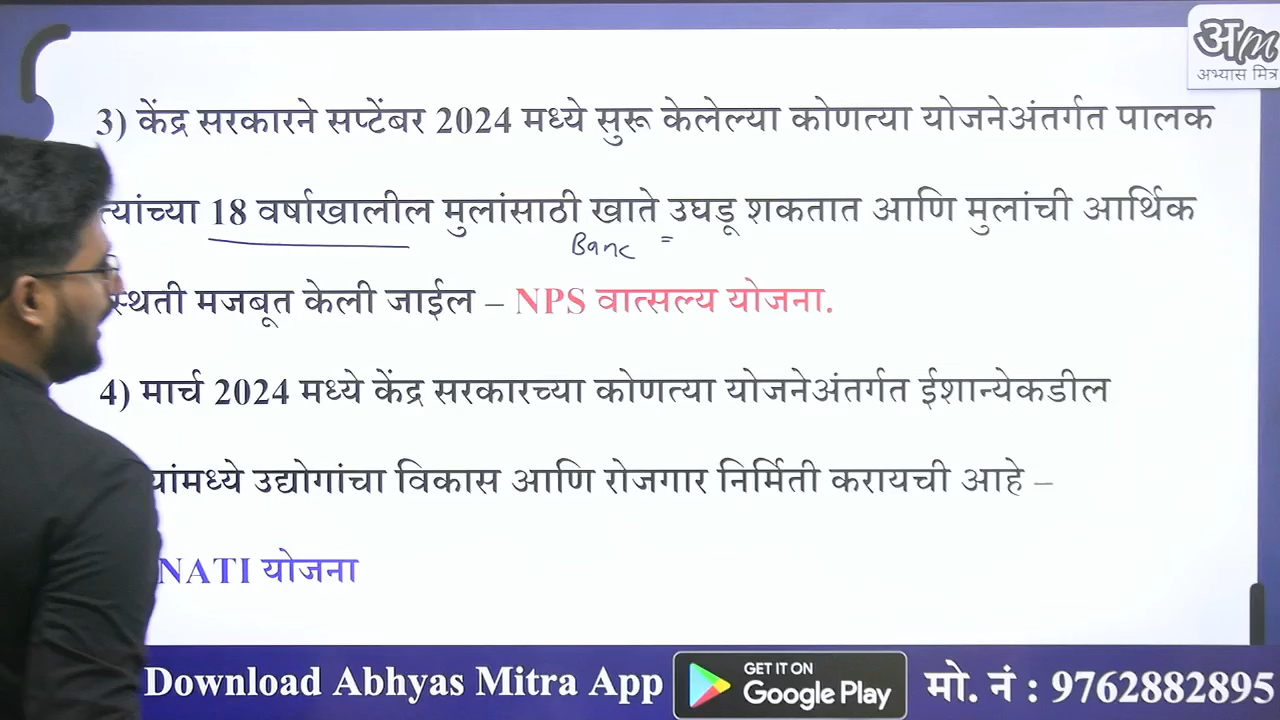 अm
अभ्यास मित्र
3) केंद्र सरकारने सप्टेंबर 2024 मध्ये सुरू केलेल्या कोणत्या योजनेअंतर्गत पालक
त्यांच्या 18 वर्षाखालील मुलांसाठी खाते उघडू शकतात आणि मुलांची आर्थिक
Banc =
स्थती मजबूत केली जाईल – NPS वात्सल्य योजना.
4) मार्च 2024 मध्ये केंद्र सरकारच्या कोणत्या योजनेअंतर्गत ईशान्येकडील
उद्योगांचा विकास आणि रोजगार निर्मिती करायची आहे –
NATI योजना
Download Abhyas Mitra App GET IT ON Google Play मो. नं : 9762882895